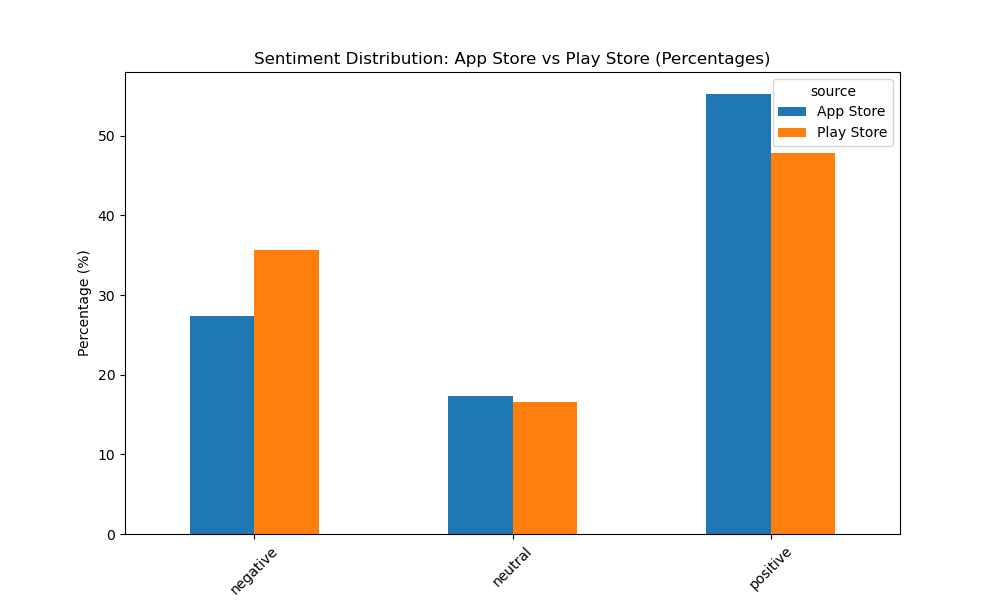 Sentiment Distribution: App Store vs Play Store (Percentages)
source
App Store
Play Store
Percentage (%)
50
40
30
20
10
0
negative
neutral
positive